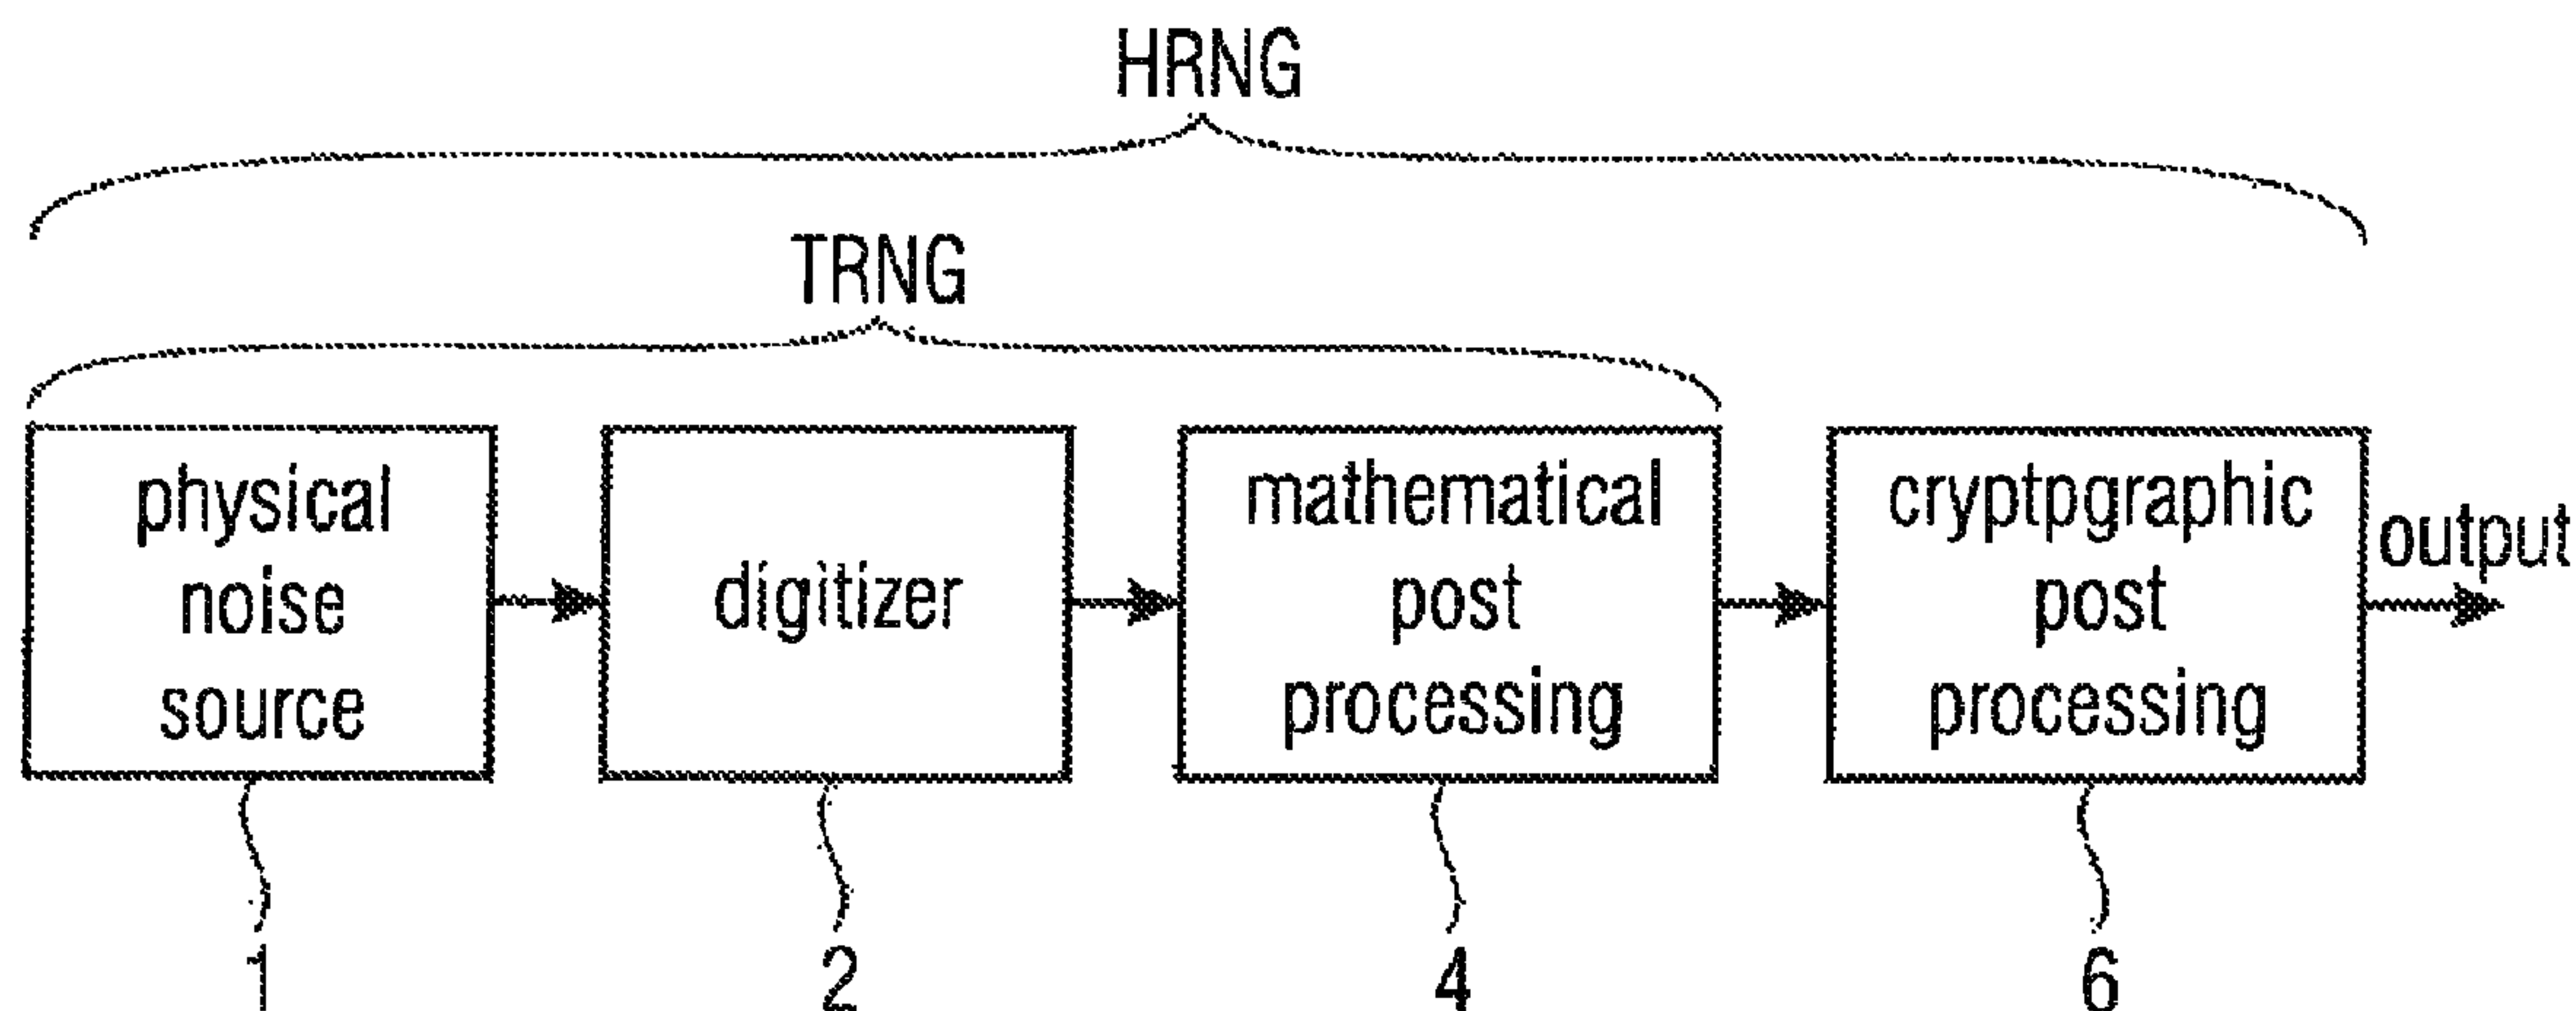 HRNG
TRNG
physical
noise
source
digitizer
mathematical
post
processing
cryptpgraphic
post
processing
output
1
2
4
6